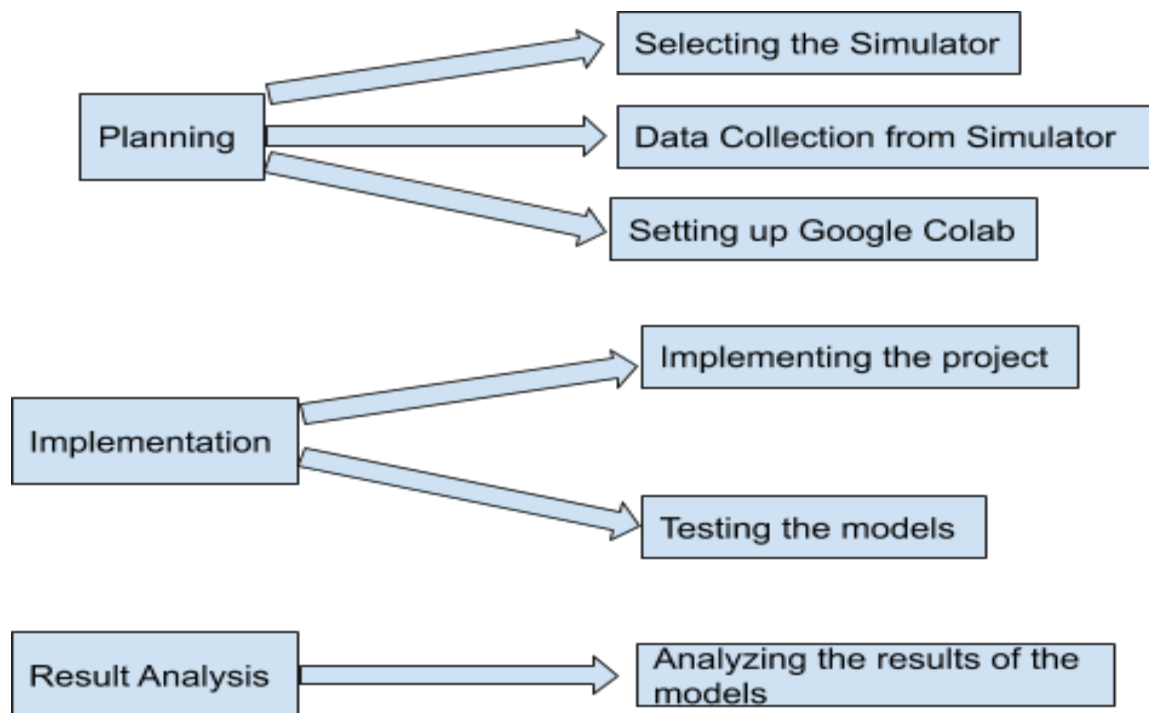 Selecting the Simulator
Planning
Data Collection from Simulator
Setting up Google Colab
Implementing the project
Implementation
Testing the models
Result Analysis
Analyzing the results of the
models